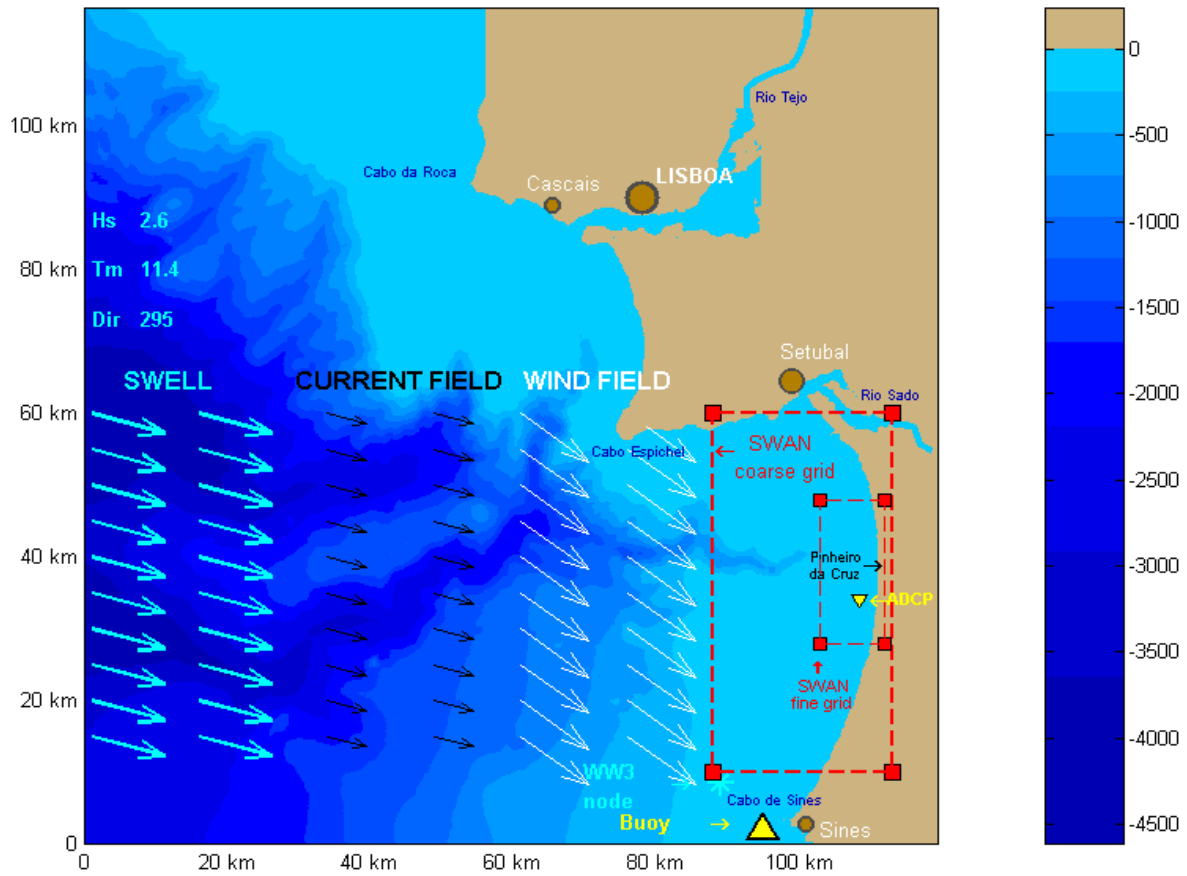 0
Rio Tejo
100 km
-500
Cabo da Roca
LISBOA
Cascais
Hs 2.6
-1000
80 km
Tm 11.4
Dir 295
-1500
Setubal
SWELL
CURRENT FIELD
WIND FIELD
-2000
Rio Sado
60 km
Cabo Espichel
SWAN
coarse grid
-2500
40 km
Pinheiro
da Cruz
-3000
ADCP
-3500
20 km
SWAN
fine grid
-4000
WW3
node
Cabo de Sines
Buoy
Sines
-4500
0
0
20 km
40 km
60 km
80 km
100 km